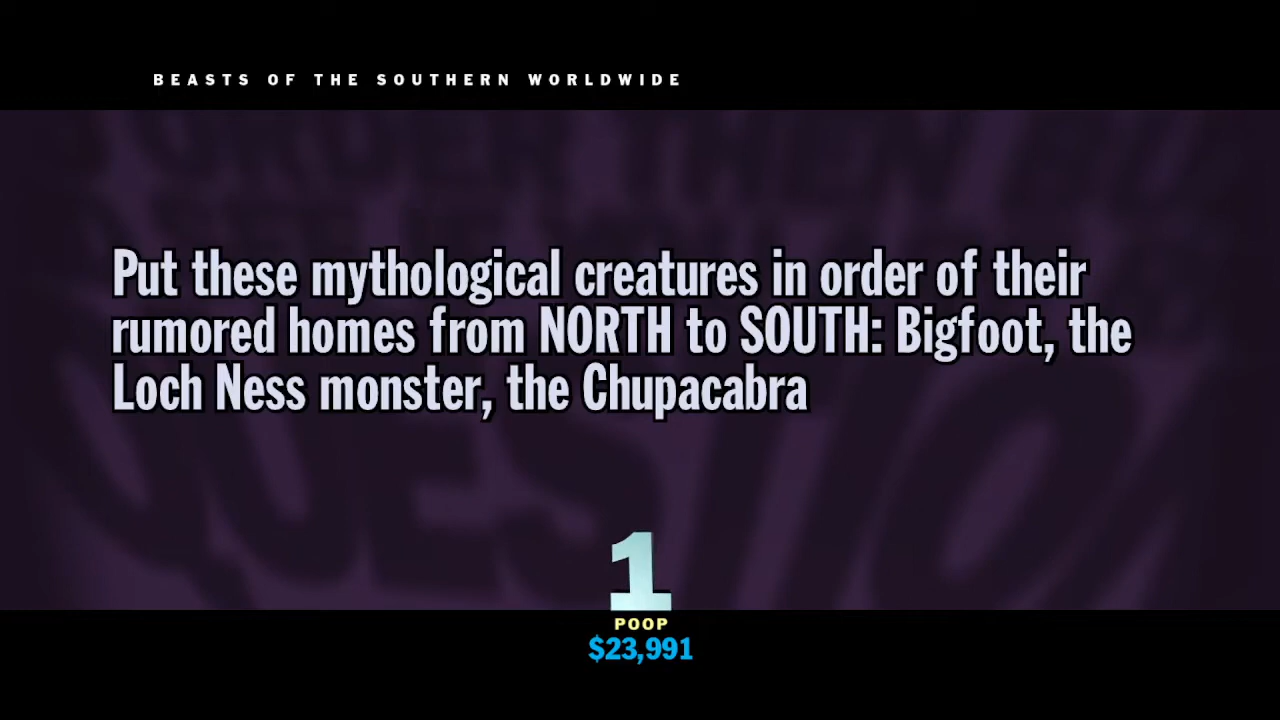 BEASTS OF THE SOUTHERN WORLDWIDE
Put these mythological creatures in order of their
rumored homes from NORTH to SOUTH: Bigfoot, the
Loch Ness monster, the Chupacabra
1
POOP
$23,991